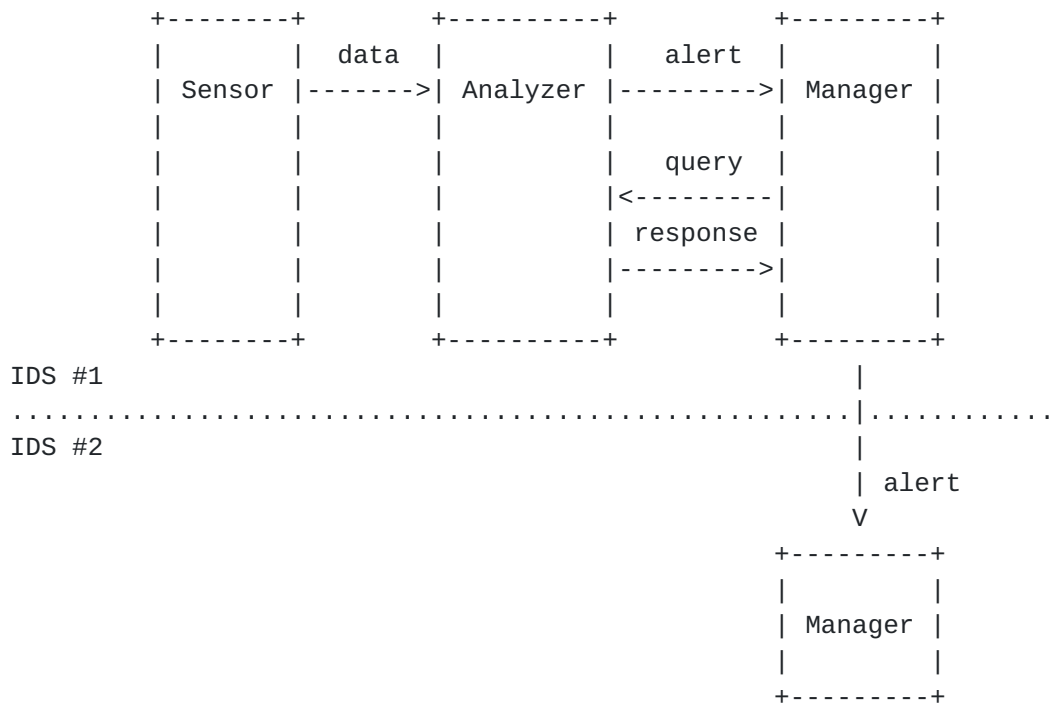 +--------+         +----------+           +---------+
|        |  data   |          |   alert   |         |
| Sensor |-------->| Analyzer |---------->| Manager |
|        |         |          |           |         |
|        |         |          |   query   |         |
|        |         |          |<----------|         |
|        |         |          | response  |         |
|        |         |          |---------->|         |
|        |         |          |           |         |
+--------+         +----------+           +---------+
IDS #1                                                 |
.......................................................|............
IDS #2                                                 |
                                                       | alert
                                                       V
                                                  +---------+
                                                  |         |
                                                  | Manager |
                                                  |         |
                                                  +---------+